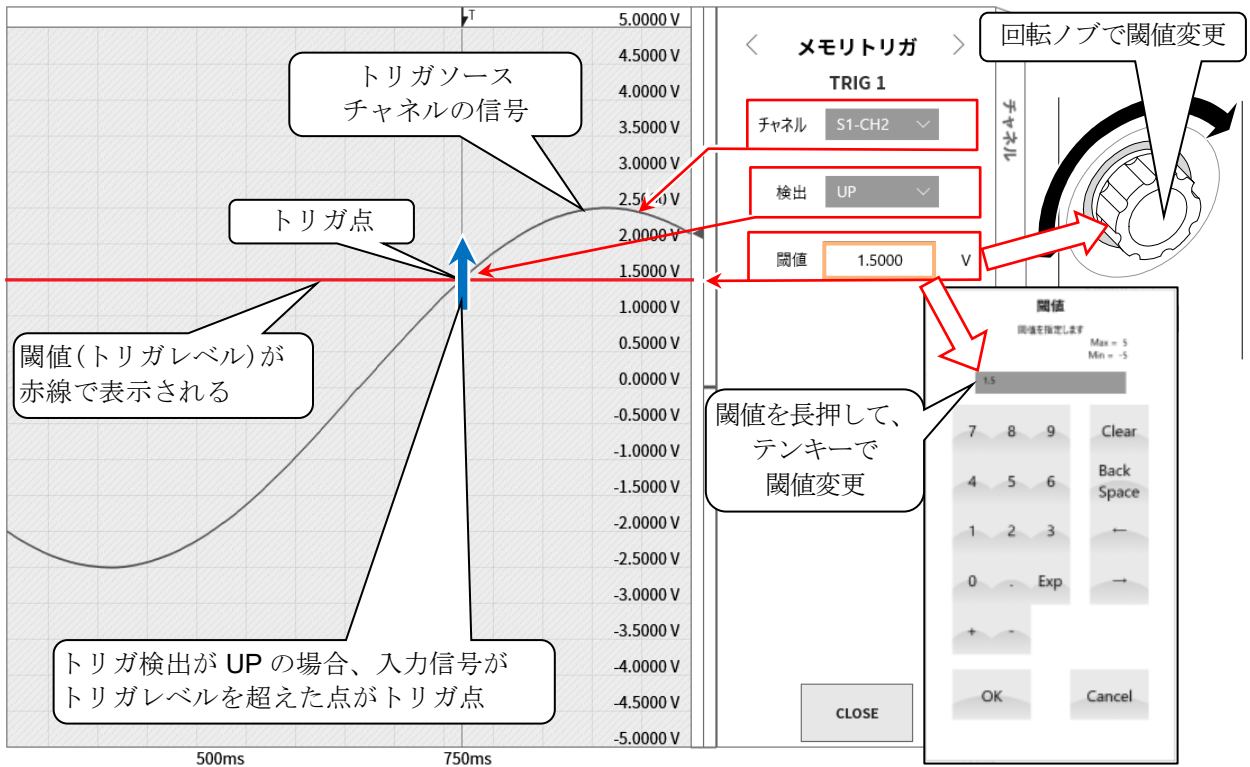 T
5.0000 V
4.5000 V
4.0000 V
3.5000 V
3.0000 V
2.5000 V
2.0000 V
1.5000 V
1.0000 V
0.5000 V
0.0000 V
-0.5000 V
-1.0000 V
-1.5000 V
-2.0000 V
-2.5000 V
-3.0000 V
-3.5000 V
-4.0000 V
-4.5000 V
-5.0000 V
500ms
750ms
トリガソース
チャネルの信号
トリガ点
閾値(トリガレベル)が
赤線で表示される
トリガ検出が UP の場合、入力信号が
トリガレベルを超えた点がトリガ点
メモリトリガ
TRIG 1
チャネル S1-CH2
検出 UP
閾値 1.5000 V
CLOSE
チャネル
回転ノブで閾値変更
閾値を長押して、
テンキーで
閾値変更
閾値
閾値を指定します
Max = 5
Min = -5
1.5
7 8 9 Clear
4 5 6 Back
Space
1 2 3 ←
0 . Exp →
+ -
OK Cancel